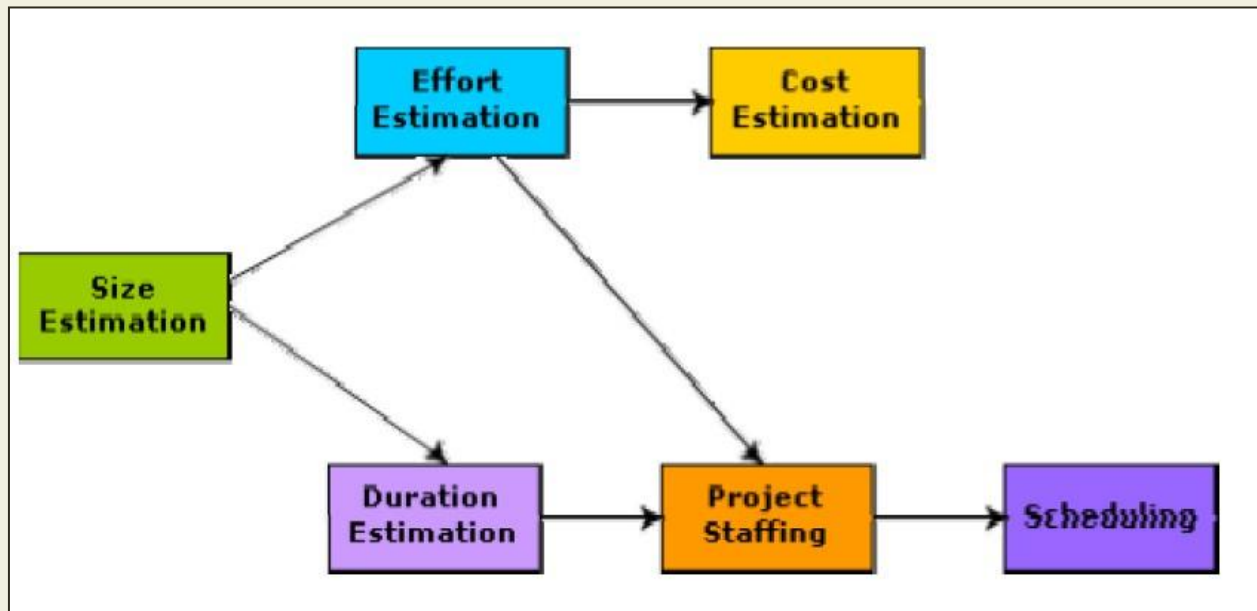 Effort
Estimation
Cost
Estimation
Size
Estimation
Duration
Estimation
Project
Staffing
Scheduling